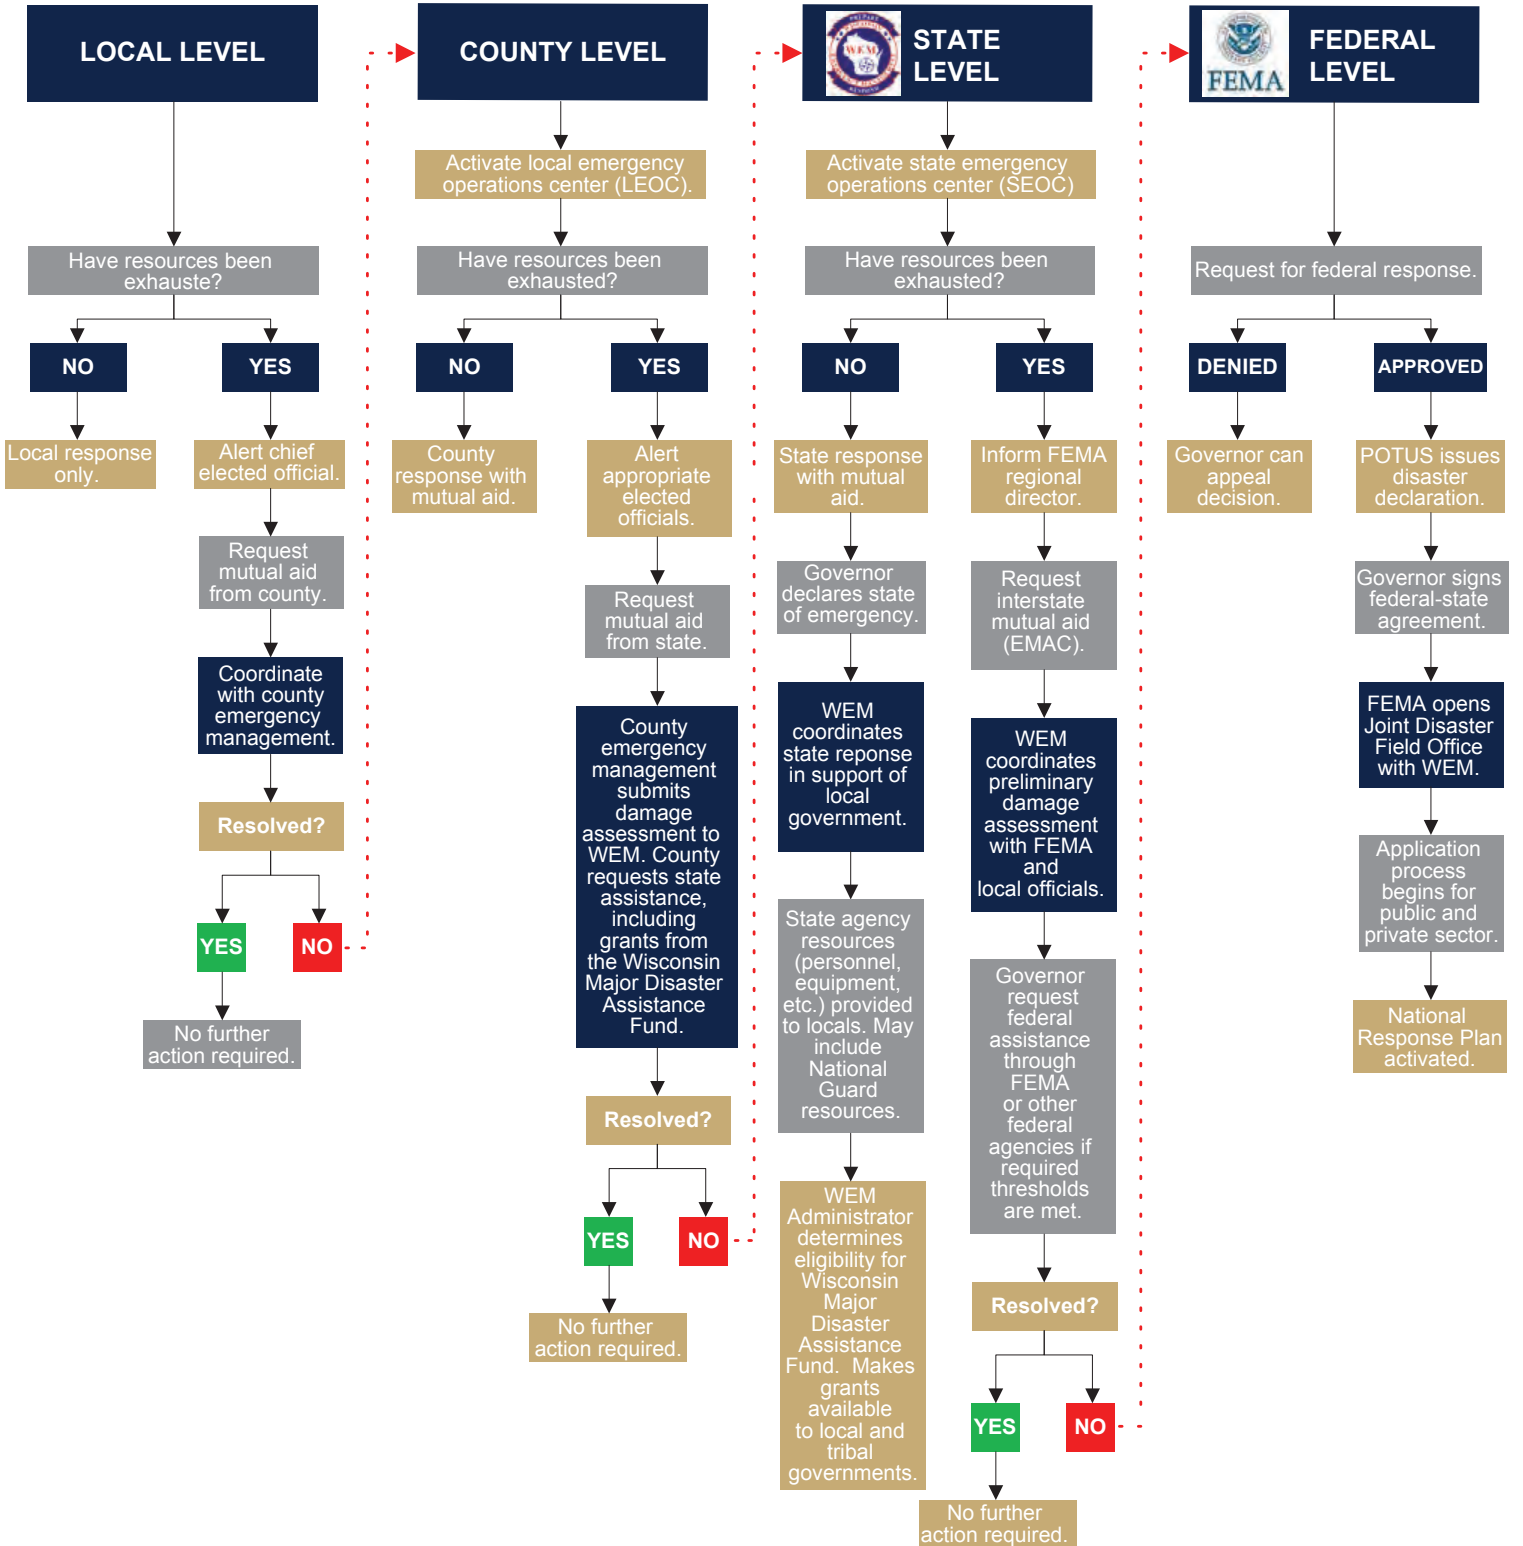 LOCAL LEVEL
Have resources been
exhauste?
NO
YES
Local response
only.
Alert chief
elected official.
Request
mutual aid
from county.
Coordinate
with county
emergency
management.
Resolved?
YES
NO
No further
action required.
COUNTY LEVEL
Activate local emergency
operations center (LEOC).
Have resources been
exhausted?
NO
YES
County
response with
mutual aid.
Alert
appropriate
elected
officials.
Request
mutual aid
from state.
County
emergency
management
submits
damage
assessment to
WEM. County
requests state
assistance,
including
grants from
the Wisconsin
Major Disaster
Assistance
Fund.
Resolved?
YES
NO
No further
action required.
W.E.M.
STATE
LEVEL
Activate state emergency
operations center (SEOC)
Have resources been
exhausted?
NO
YES
State response
with mutual
aid.
Governor
declares state
of emergency.
WEM
coordinates
state reponse
in support of
local
government.
State agency
resources
(personnel,
equipment,
etc.) provided
to locals. May
include
National
Guard
resources.
WEM
Administrator
determines
eligibility for
Wisconsin
Major
Disaster
Assistance
Fund.  Makes
grants
available
to local and
tribal
governments.
Inform FEMA
regional
director.
Request
interstate
mutual aid
(EMAC).
WEM
coordinates
preliminary
damage
assessment
with FEMA
and
local officials.
Governor
request
federal
assistance
through
FEMA
or other
federal
agencies if
required
thresholds
are met.
Resolved?
YES
NO
No further
action required.
FEMA
FEDERAL
LEVEL
Request for federal response.
DENIED
APPROVED
Governor can
appeal
decision.
POTUS issues
disaster
declaration.
Governor signs
federal-state
agreement.
FEMA opens
Joint Disaster
Field Office
with WEM.
Application
process
begins for
public and
private sector.
National
Response Plan
activated.